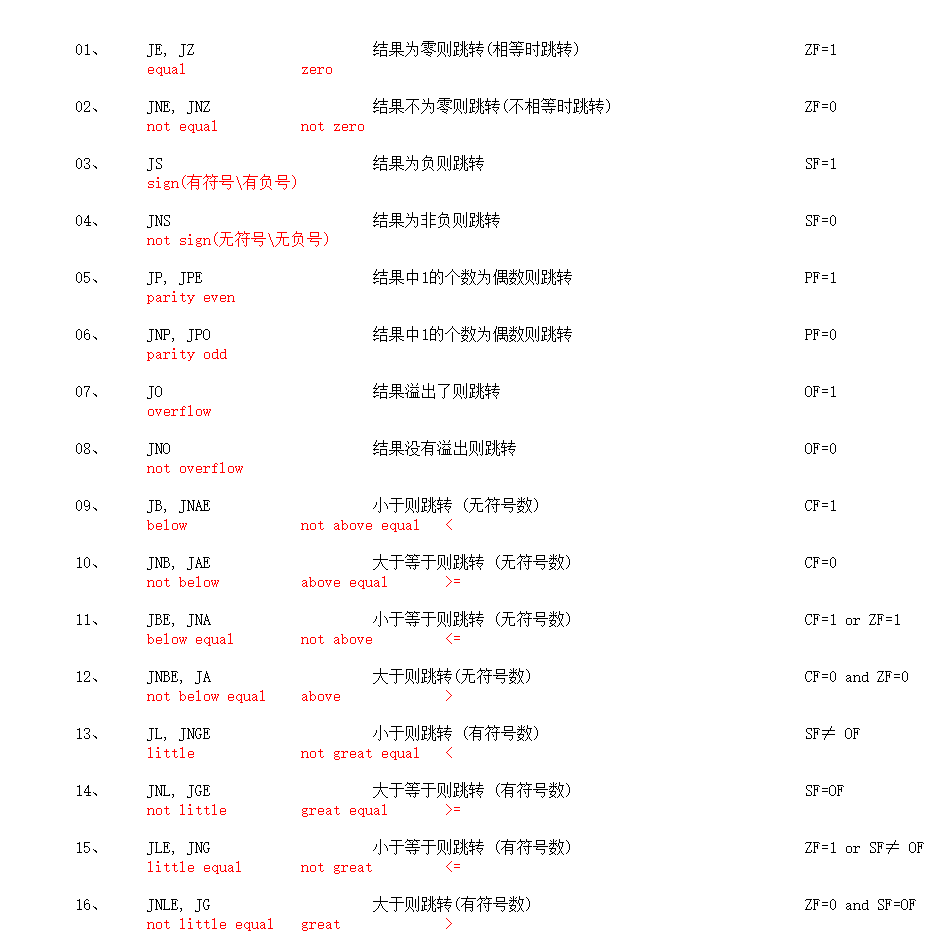 01、 JE, JZ 结果为零则跳转(相等时跳转) ZF=1
equal zero
02、 JNE, JNZ 结果不为零则跳转(不相等时跳转) ZF=0
not equal not zero
03、 JS 结果为负则跳转 SF=1
sign(有符号\有负号)
04、 JNS 结果为非负则跳转 SF=0
not sign(无符号\无负号)
05、 JP, JPE 结果中1的个数为偶数则跳转 PF=1
parity even
06、 JNP, JPO 结果中1的个数为偶数则跳转 PF=0
parity odd
07、 JO 结果溢出了则跳转 OF=1
overflow
08、 JNO 结果没有溢出则跳转 OF=0
not overflow
09、 JB, JNAE 小于则跳转 (无符号数) CF=1
below not above equal <
10、 JNB, JAE 大于等于则跳转 (无符号数) CF=0
not below above equal >=
11、 JBE, JNA 小于等于则跳转 (无符号数) CF=1 or ZF=1
below equal not above <=
12、 JNBE, JA 大于则跳转(无符号数) CF=0 and ZF=0
not below equal above >
13、 JL, JNGE 小于则跳转 (有符号数) SF≠ OF
little not great equal <
14、 JNL, JGE 大于等于则跳转 (有符号数) SF=OF
not little great equal >=
15、 JLE, JNG 小于等于则跳转 (有符号数) ZF=1 or SF≠ OF
little equal not great <=
16、 JNLE, JG 大于则跳转(有符号数) ZF=0 and SF=OF
not little equal great >